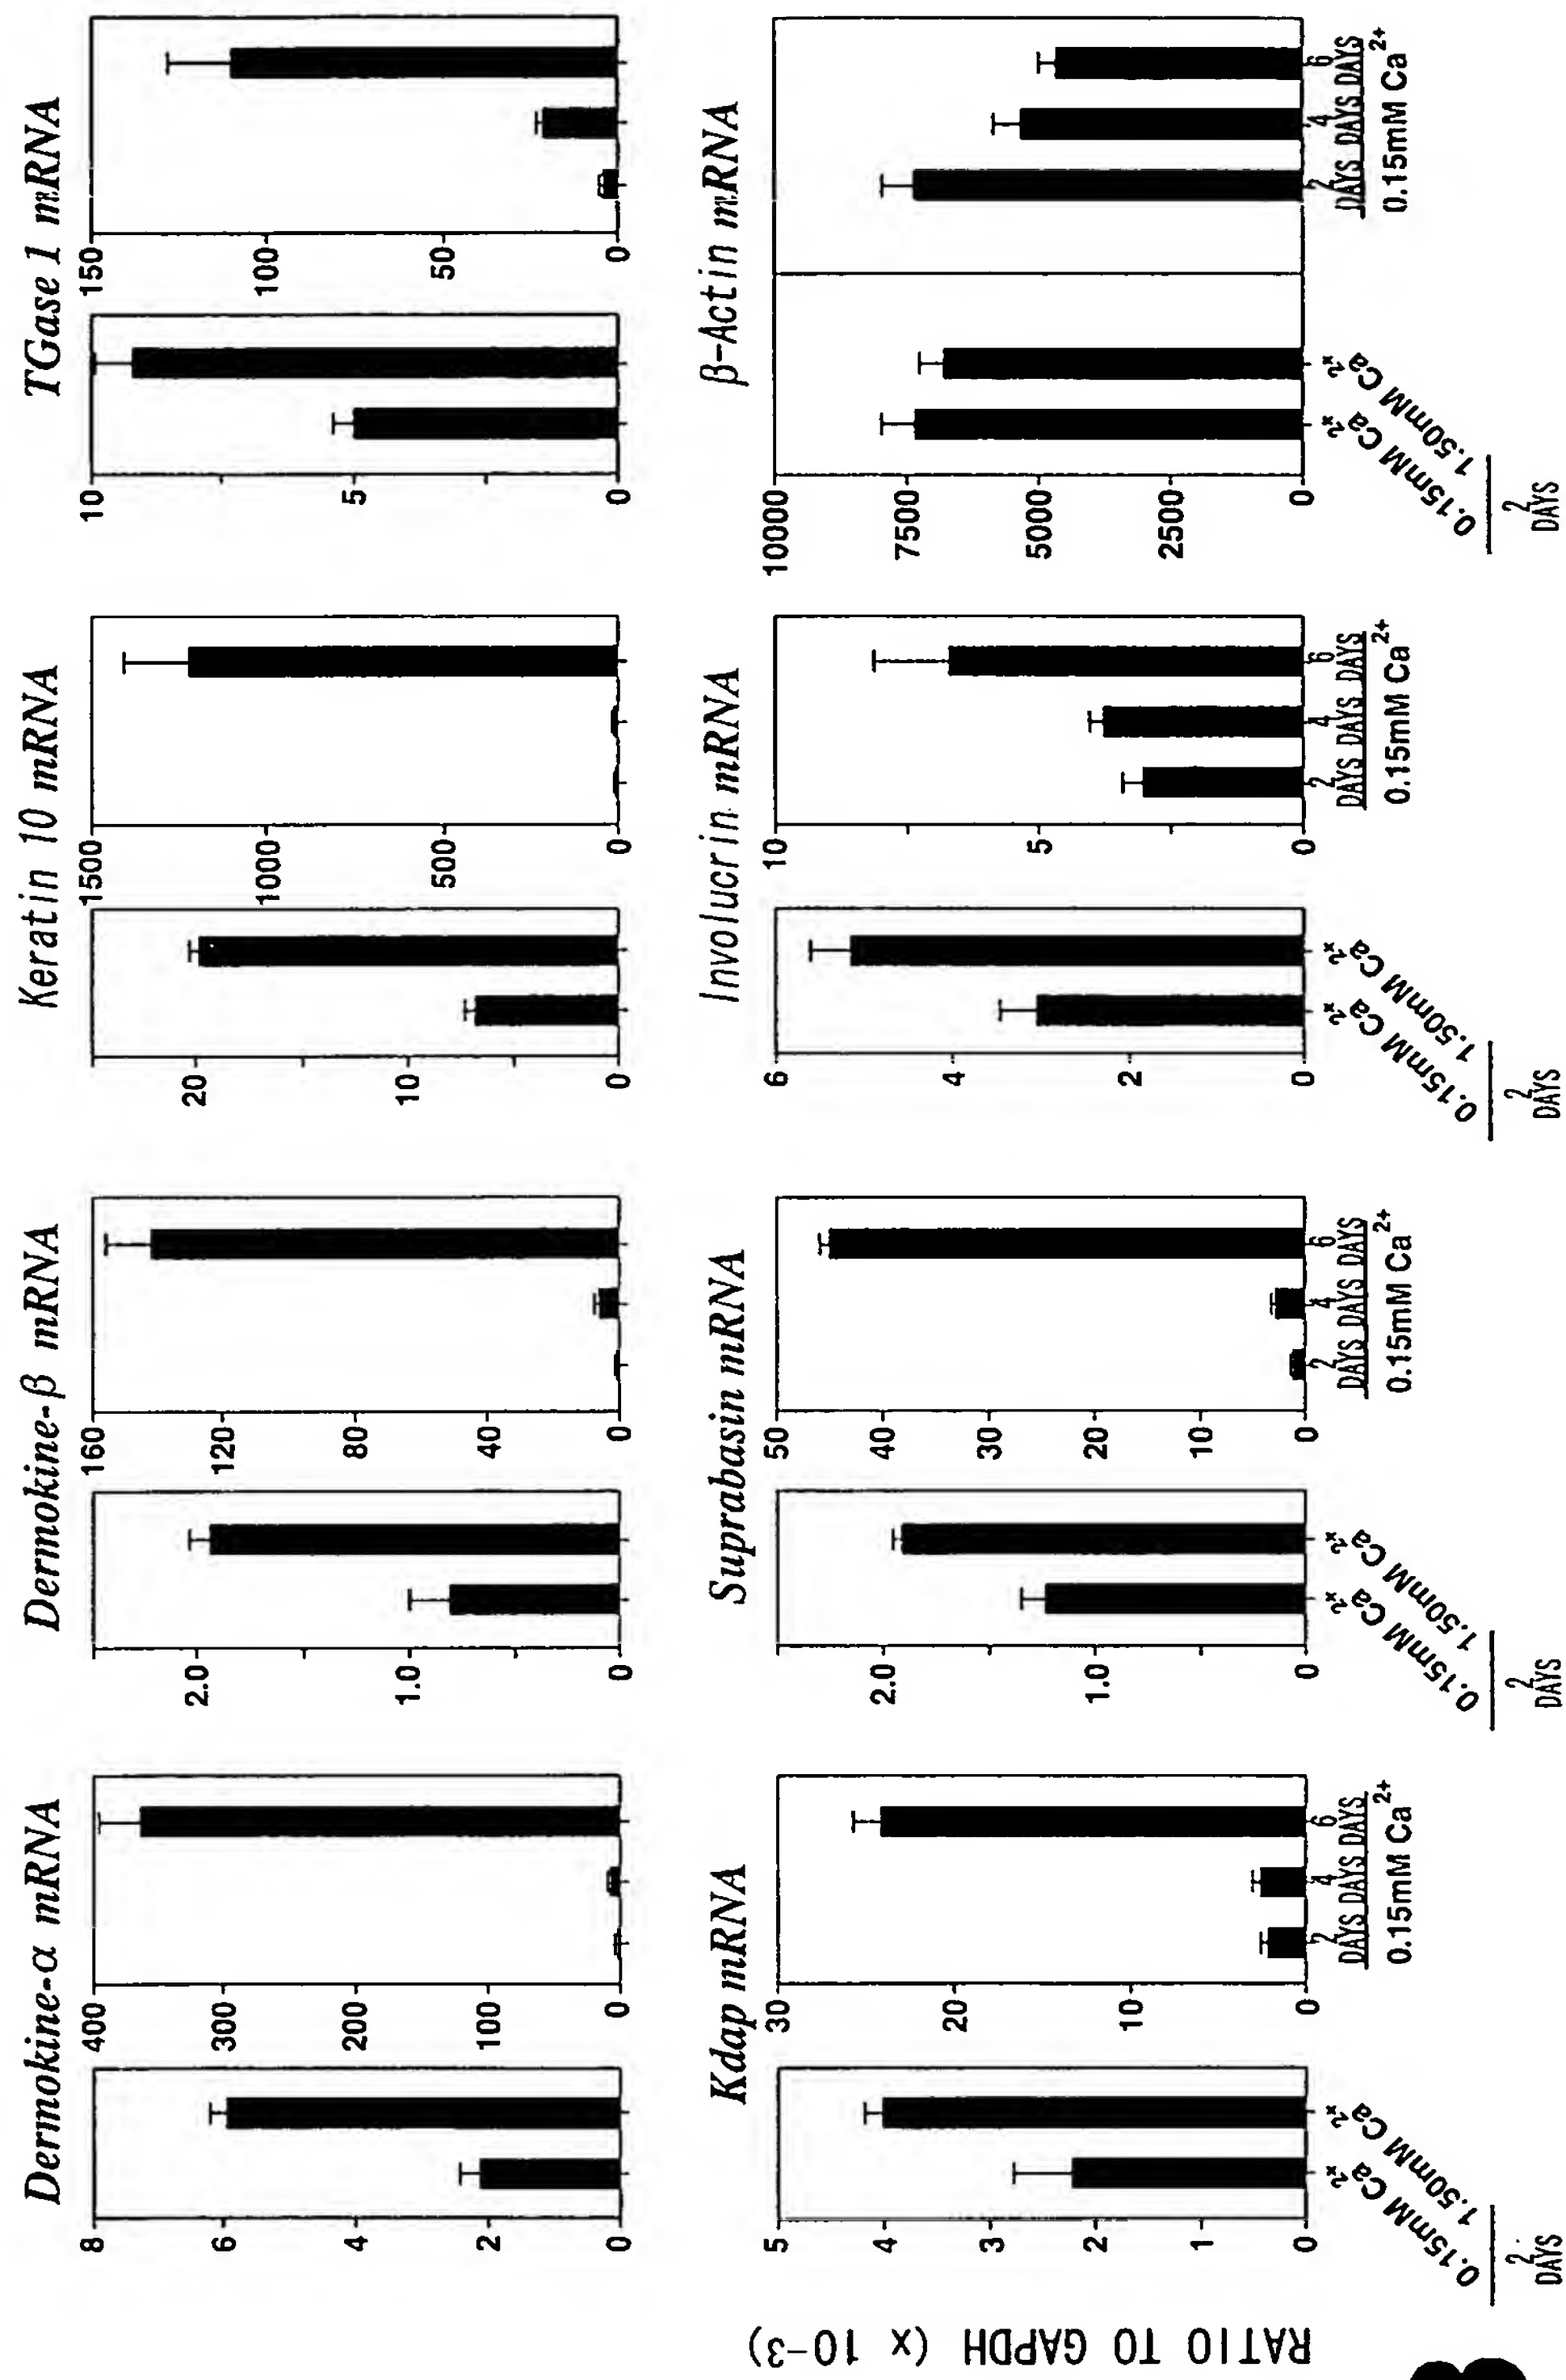 Dermokine-α mRNA
8
6
4
2
0
400
300
200
100
0
Dermokine-β mRNA
2.0
1.0
0
160
120
80
40
0
Keratin 10 mRNA
20
10
0
1500
1000
500
0
TGase 1 mRNA
10
5
0
150
100
50
0
RATIO TO GAPDH (x 10⁻³)
Kdap mRNA
5
4
3
2
1
0
30
20
10
0
0.15mM Ca²⁺
1.50mM Ca²⁺
2
DAYS
2 4 6
DAYS DAYS DAYS
0.15mM Ca²⁺
Suprabasin mRNA
2.0
1.0
0
50
40
30
20
10
0
0.15mM Ca²⁺
1.50mM Ca²⁺
2
DAYS
2 4 6
DAYS DAYS DAYS
0.15mM Ca²⁺
Involucrin mRNA
6
4
2
0
10
5
0
0.15mM Ca²⁺
1.50mM Ca²⁺
2
DAYS
2 4 6
DAYS DAYS DAYS
0.15mM Ca²⁺
β-Actin mRNA
10000
7500
5000
2500
0
0.15mM Ca²⁺
1.50mM Ca²⁺
2
DAYS
2 4 6
DAYS DAYS DAYS
0.15mM Ca²⁺